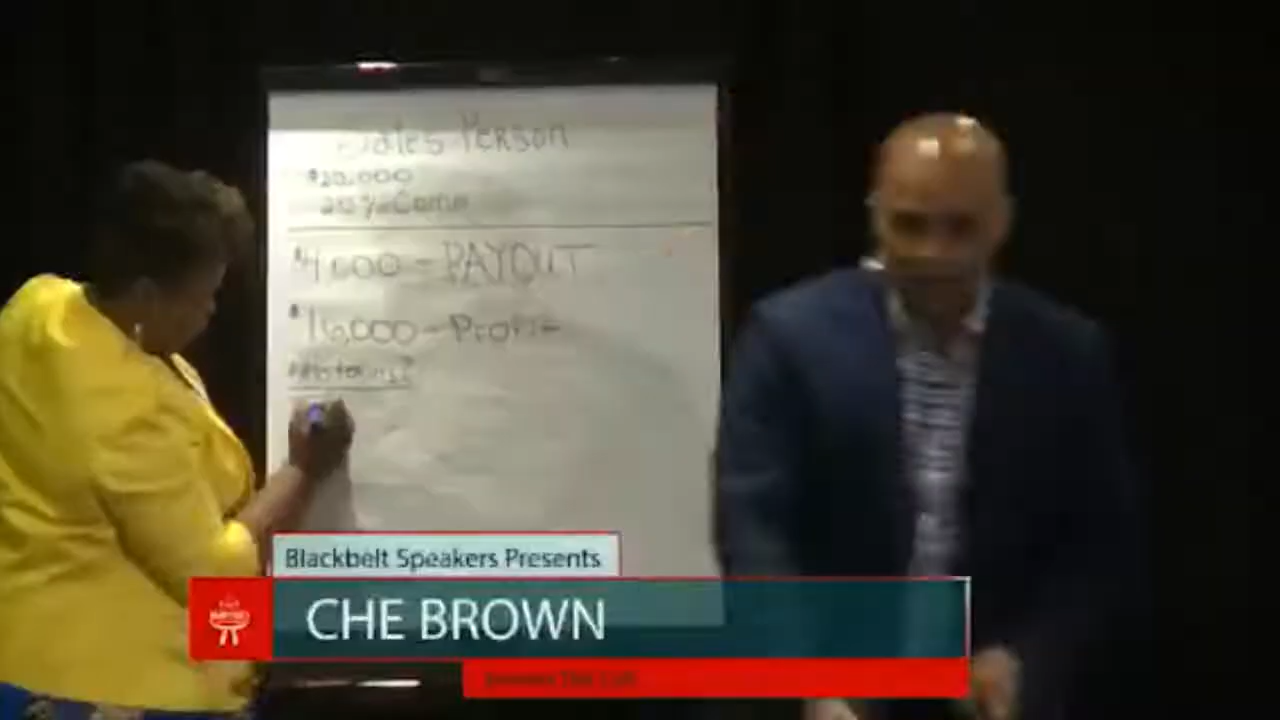 Sales Person
$20,000
20% Comm
$4,000 - PAYOUT
$16,000 - Profit
Blackbelt Speakers Presents
CHE BROWN